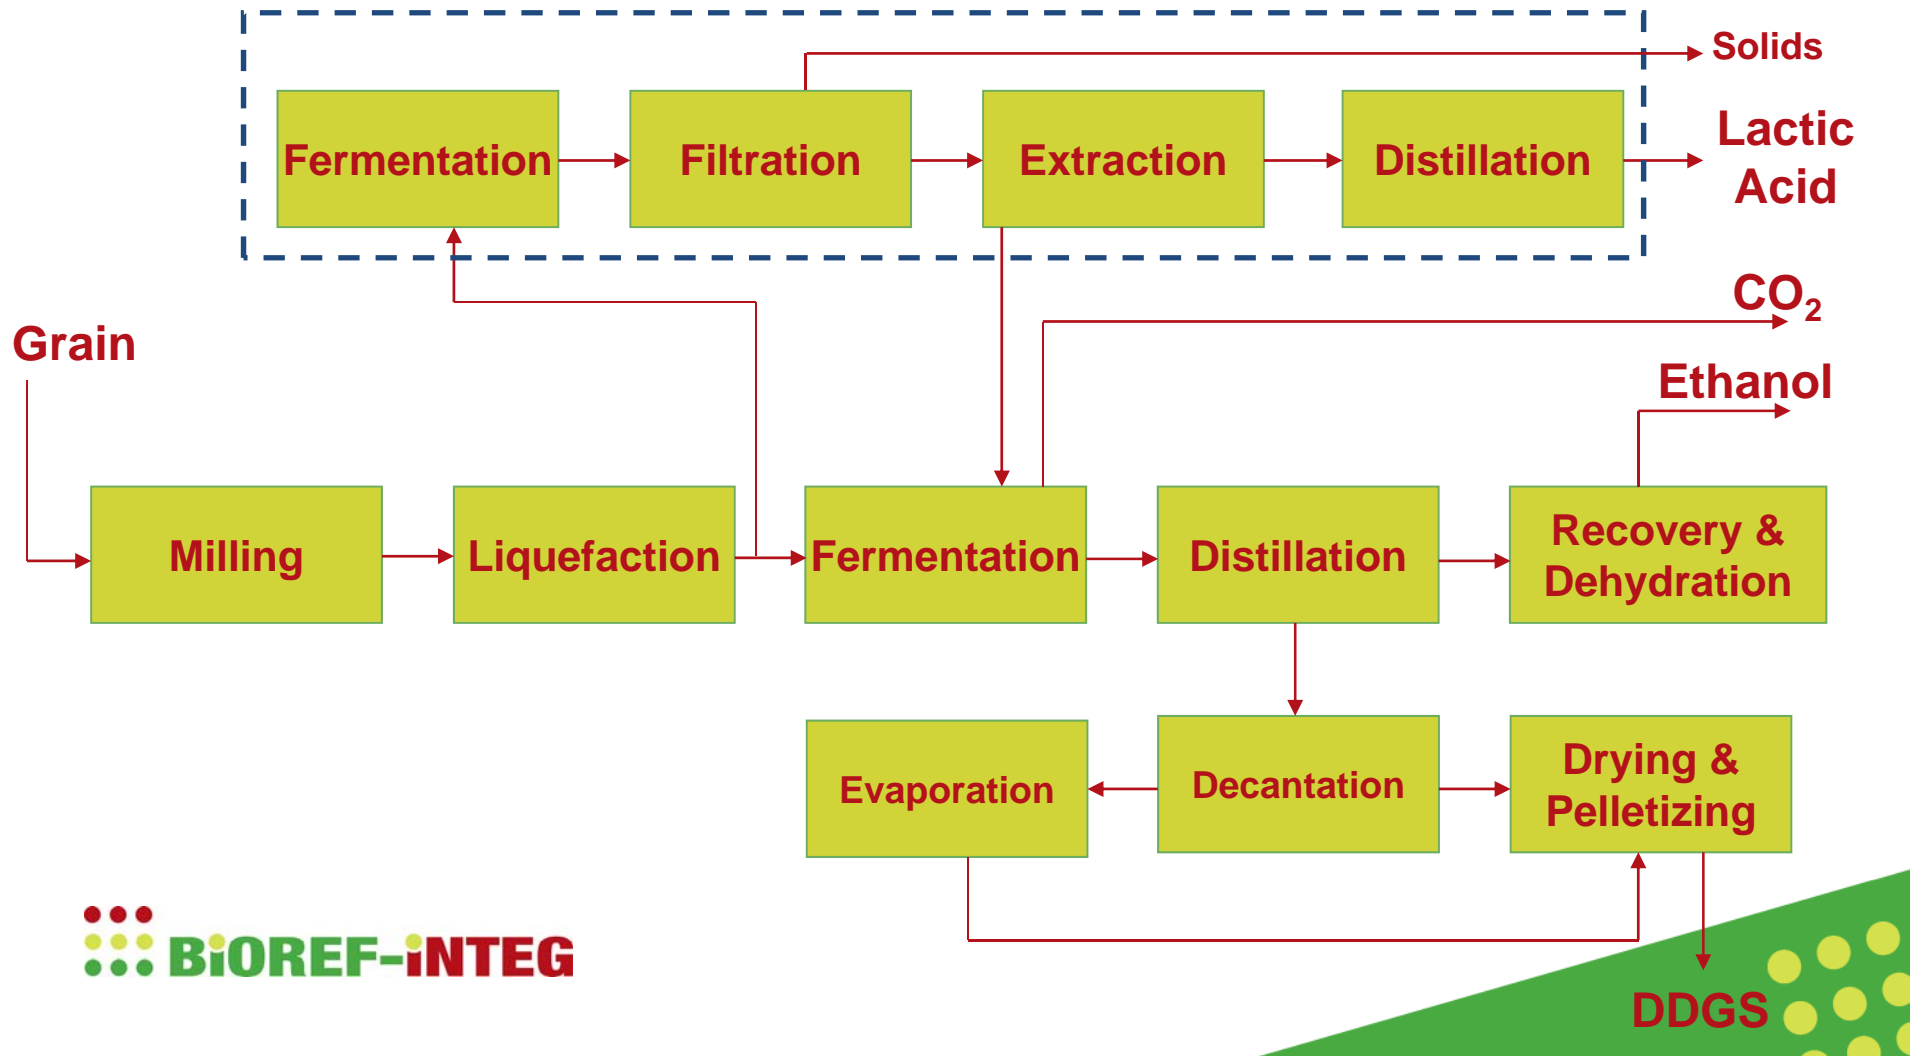 Solids
Fermentation
Filtration
Extraction
Distillation
Lactic
Acid
CO₂
Grain
Ethanol
Milling
Liquefaction
Fermentation
Distillation
Recovery &
Dehydration
Evaporation
Decantation
Drying &
Pelletizing
BiOREF-iNTEG
DDGS